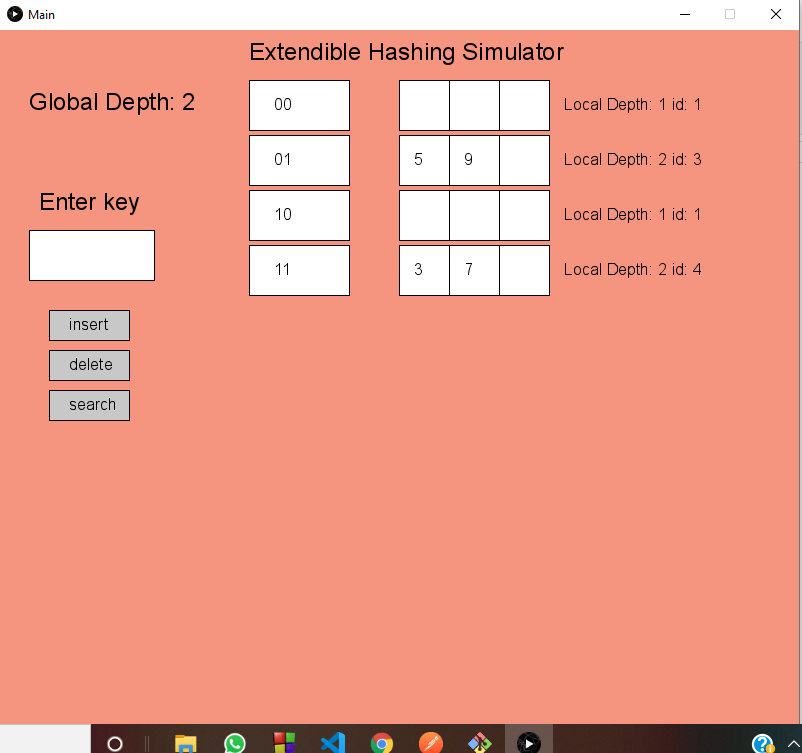 Main
Extendible Hashing Simulator
Global Depth: 2
00
Local Depth: 1 id: 1
01 5 9 Local Depth: 2 id: 3
10 Local Depth: 1 id: 1
11 3 7 Local Depth: 2 id: 4
Enter key
insert
delete
search